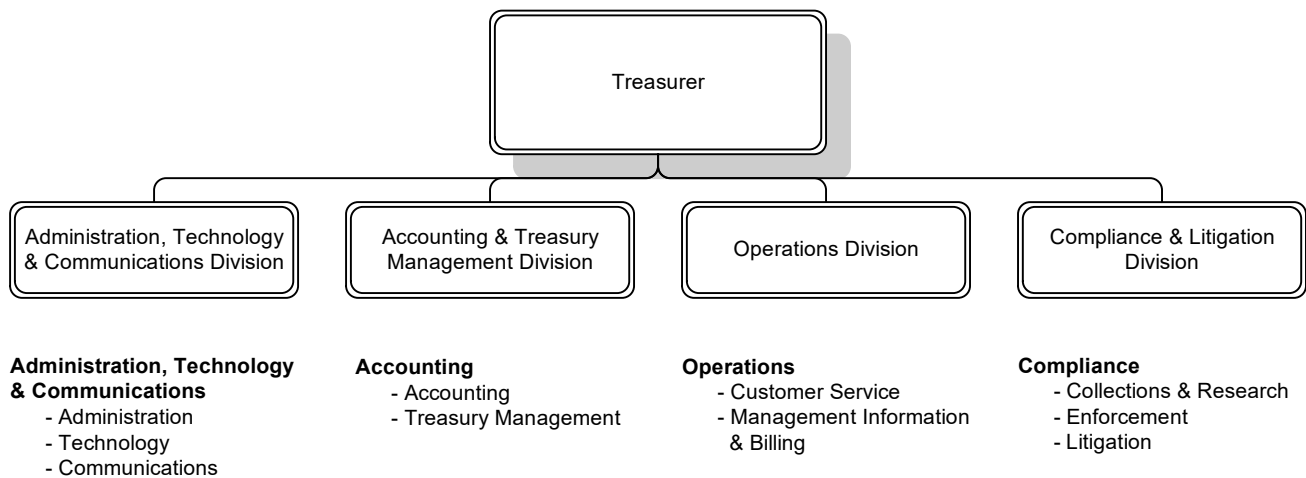 Treasurer
Administration, Technology
& Communications Division
Accounting & Treasury
Management Division
Operations Division
Compliance & Litigation
Division
Administration, Technology
& Communications
- Administration
- Technology
- Communications
Accounting
- Accounting
- Treasury Management
Operations
- Customer Service
- Management Information
& Billing
Compliance
- Collections & Research
- Enforcement
- Litigation